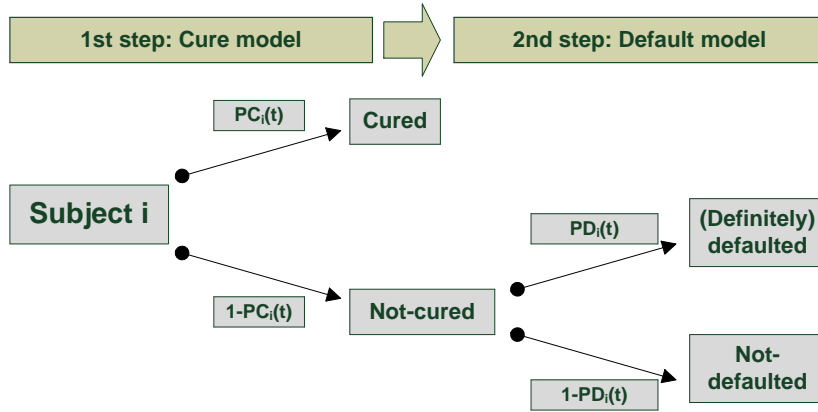 1st step: Cure model
2nd step: Default model
PCᵢ(t)
Cured
Subject i
1-PCᵢ(t)
Not-cured
PDᵢ(t)
(Definitely)
defaulted
1-PDᵢ(t)
Not-
defaulted